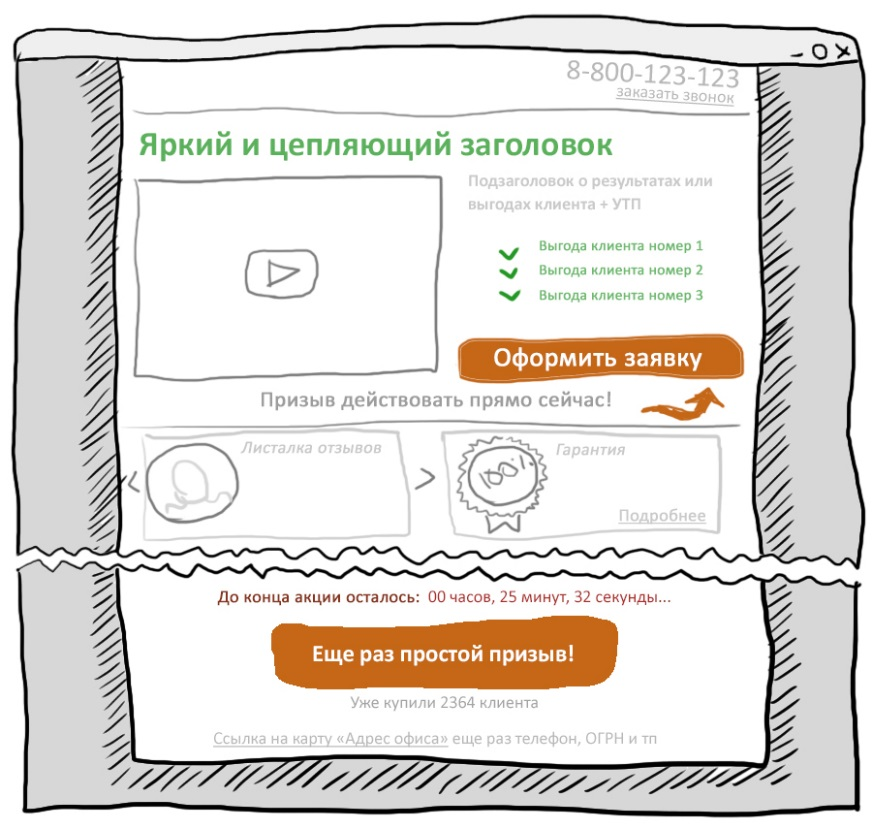 8-800-123-123
заказать звонок
Яркий и цепляющий заголовок
Подзаголовок о результатах или
выгодах клиента + УТП
Выгода клиента номер 1
Выгода клиента номер 2
Выгода клиента номер 3
Оформить заявку
Призыв действовать прямо сейчас!
Листалка отзывов
100%
Гарантия
Подробнее
До конца акции осталось: 00 часов, 25 минут, 32 секунды...
Еще раз простой призыв!
Уже купили 2364 клиента
Ссылка на карту «Адрес офиса» еще раз телефон, ОГРН и тп